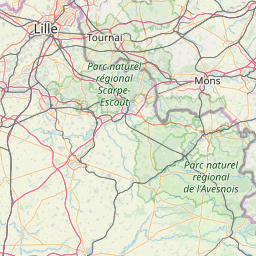 Lille
Tournai
Parc naturel
régional
Scarpe-
Escaut
Mons
Parc naturel
régional
de l'Avesnois